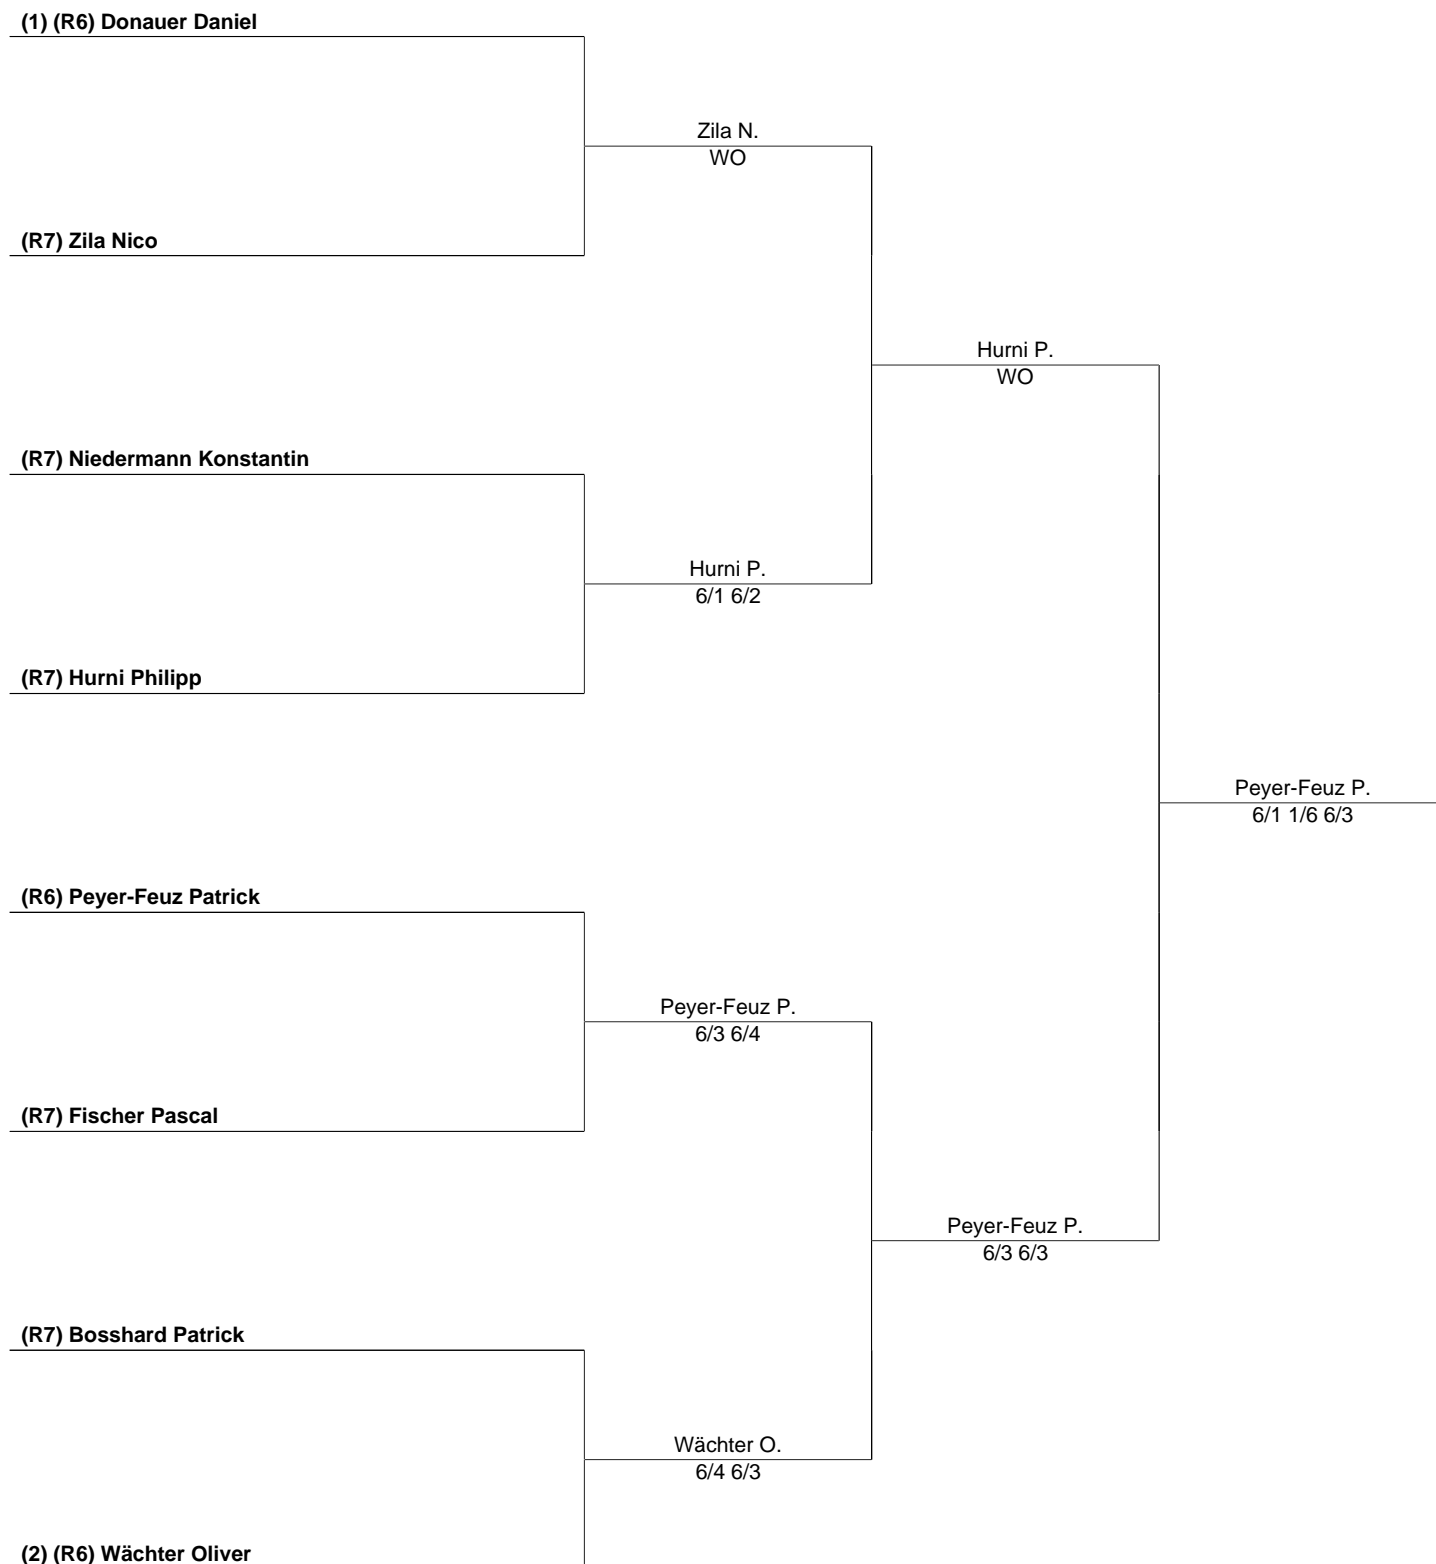 (1) (R6) Donauer Daniel
Zila N.
WO
(R7) Zila Nico
Hurni P.
WO
(R7) Niedermann Konstantin
Hurni P.
6/1 6/2
(R7) Hurni Philipp
Peyer-Feuz P.
6/1 1/6 6/3
(R6) Peyer-Feuz Patrick
Peyer-Feuz P.
6/3 6/4
(R7) Fischer Pascal
Peyer-Feuz P.
6/3 6/3
(R7) Bosshard Patrick
Wächter O.
6/4 6/3
(2) (R6) Wächter Oliver